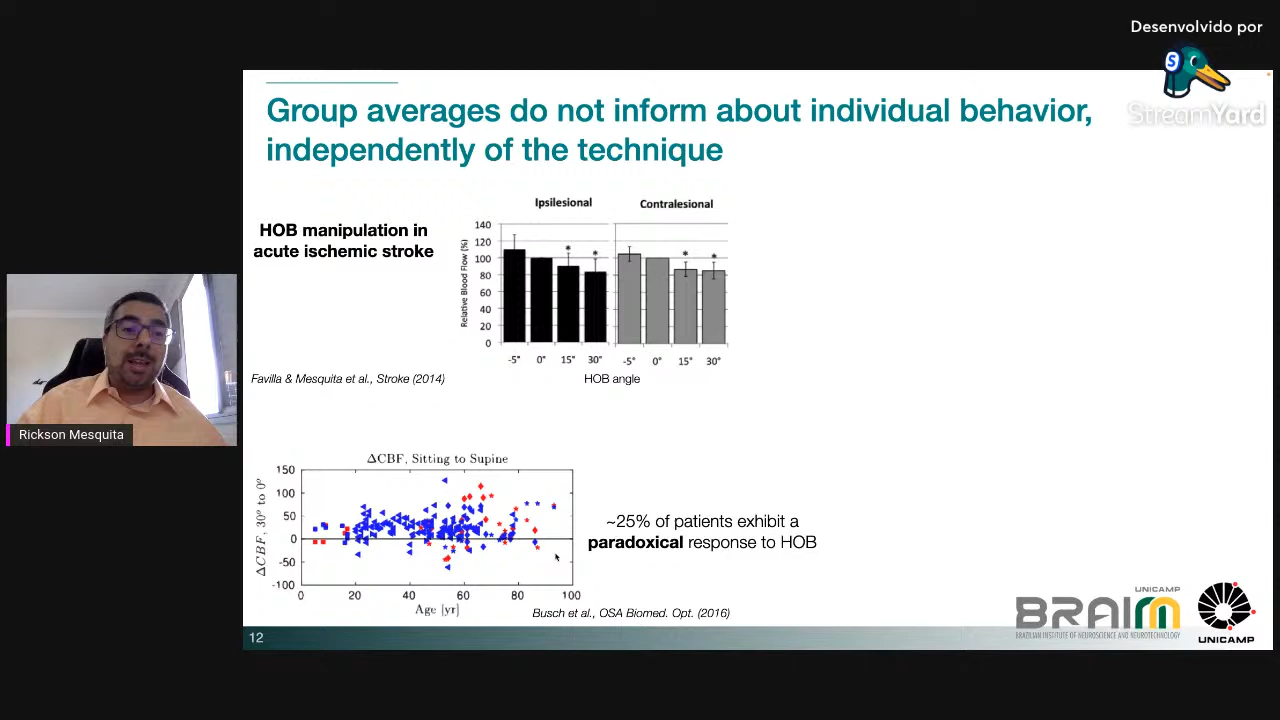 Desenvolvido por
S
StreamYard
Group averages do not inform about individual behavior,
independently of the technique
HOB manipulation in
acute ischemic stroke
Favilla & Mesquita et al., Stroke (2014)
Ipsilesional
Contralesional
Relative Blood Flow (%)
140
120
100
80
60
40
20
0
* * * *
-5° 0° 15° 30° -5° 0° 15° 30°
HOB angle
Rickson Mesquita
ΔCBF, Sitting to Supine
ΔCBF, 30° to 0°
150
100
50
0
-50
-100
0 20 40 60 80 100
Age [yr]
~25% of patients exhibit a
paradoxical response to HOB
Busch et al., OSA Biomed. Opt. (2016)
12
UNICAMP
BRAINN
BRAZILIAN INSTITUTE OF NEUROSCIENCE AND NEUROTECHNOLOGY
UNICAMP